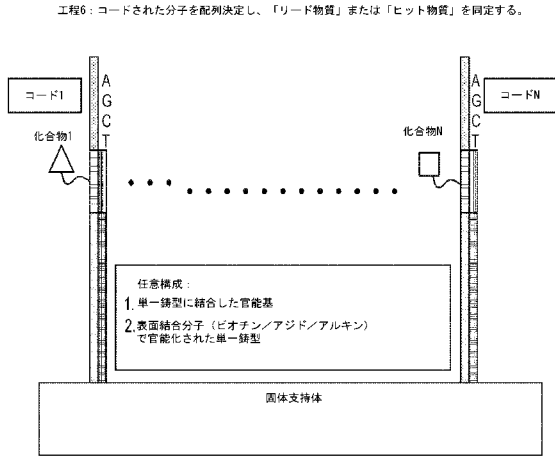 工程6：コードされた分子を配列決定し、「リード物質」または「ヒット物質」を同定する。
コード1
A
G
C
T
化合物1
コードN
A
G
C
T
化合物N
任意構成：
1. 単一鋳型に結合した官能基
2. 表面結合分子（ビオチン／アジド／アルキン）
で官能化された単一鋳型
固体支持体